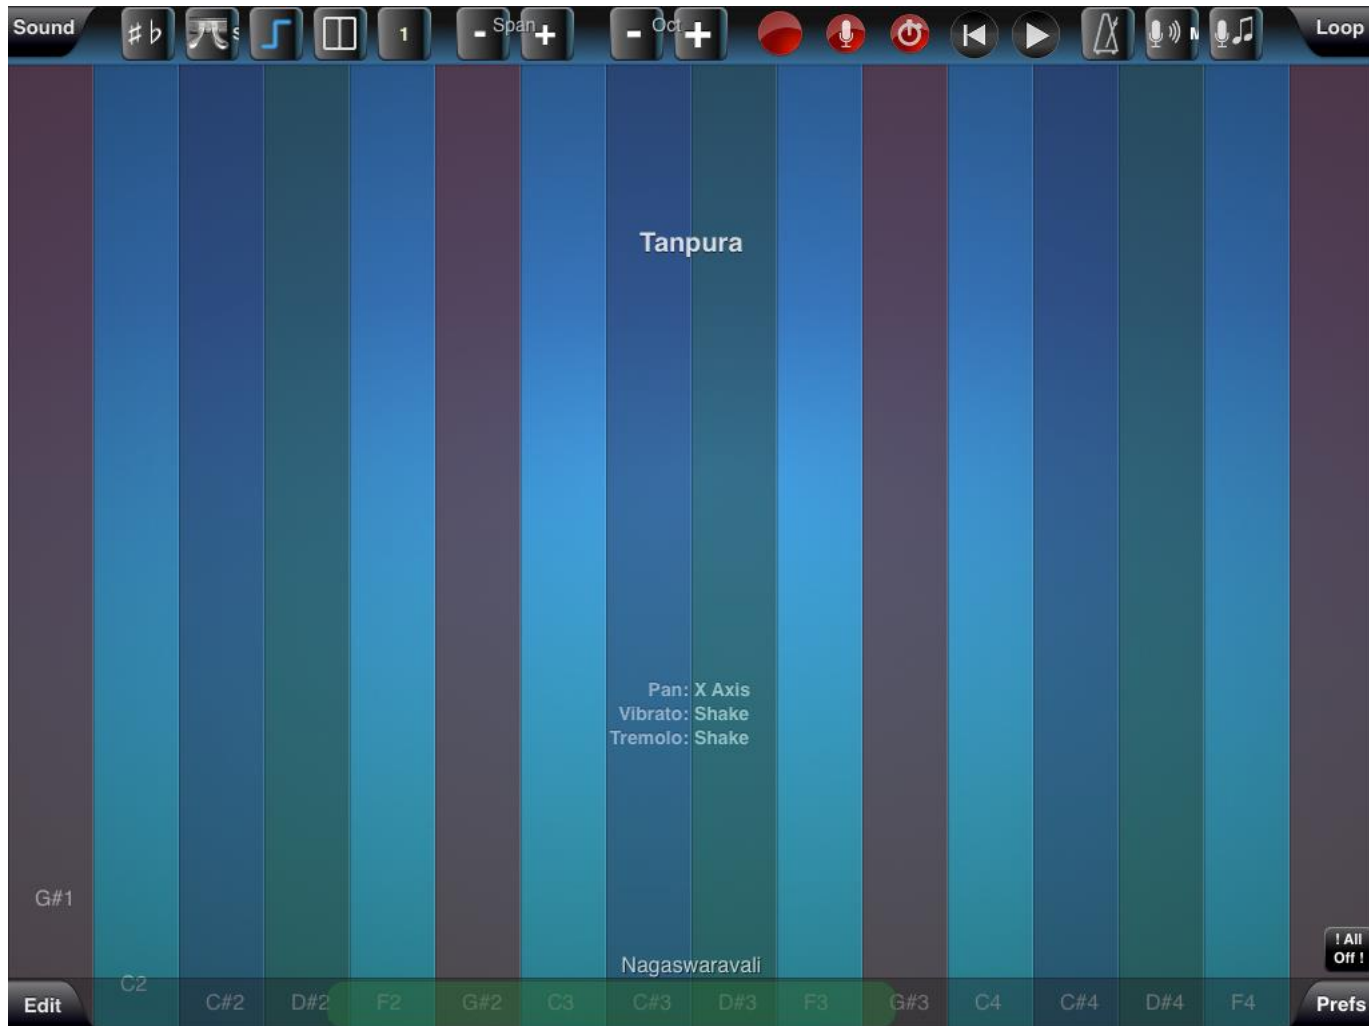 Sound ♯♭ 1 - Span + - Oct + Loop
Tanpura
Pan: X Axis
Vibrato: Shake
Tremolo: Shake
G#1
! All
Off !
Nagaswaravali
C2
Edit C#2 D#2 F2 G#2 C3 C#3 D#3 F3 G#3 C4 C#4 D#4 F4 Prefs